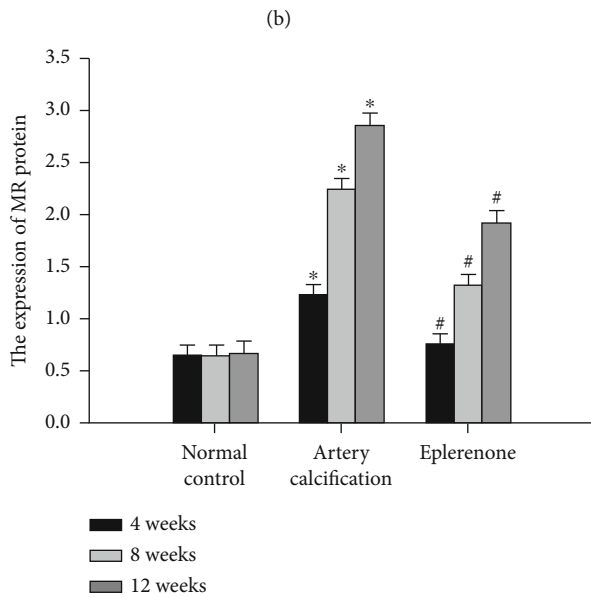 (b)
The expression of MR protein
3.5
3.0
2.5
2.0
1.5
1.0
0.5
0.0
*
*
*
#
#
#
Normal
control
Artery
calcification
Eplerenone
4 weeks
8 weeks
12 weeks